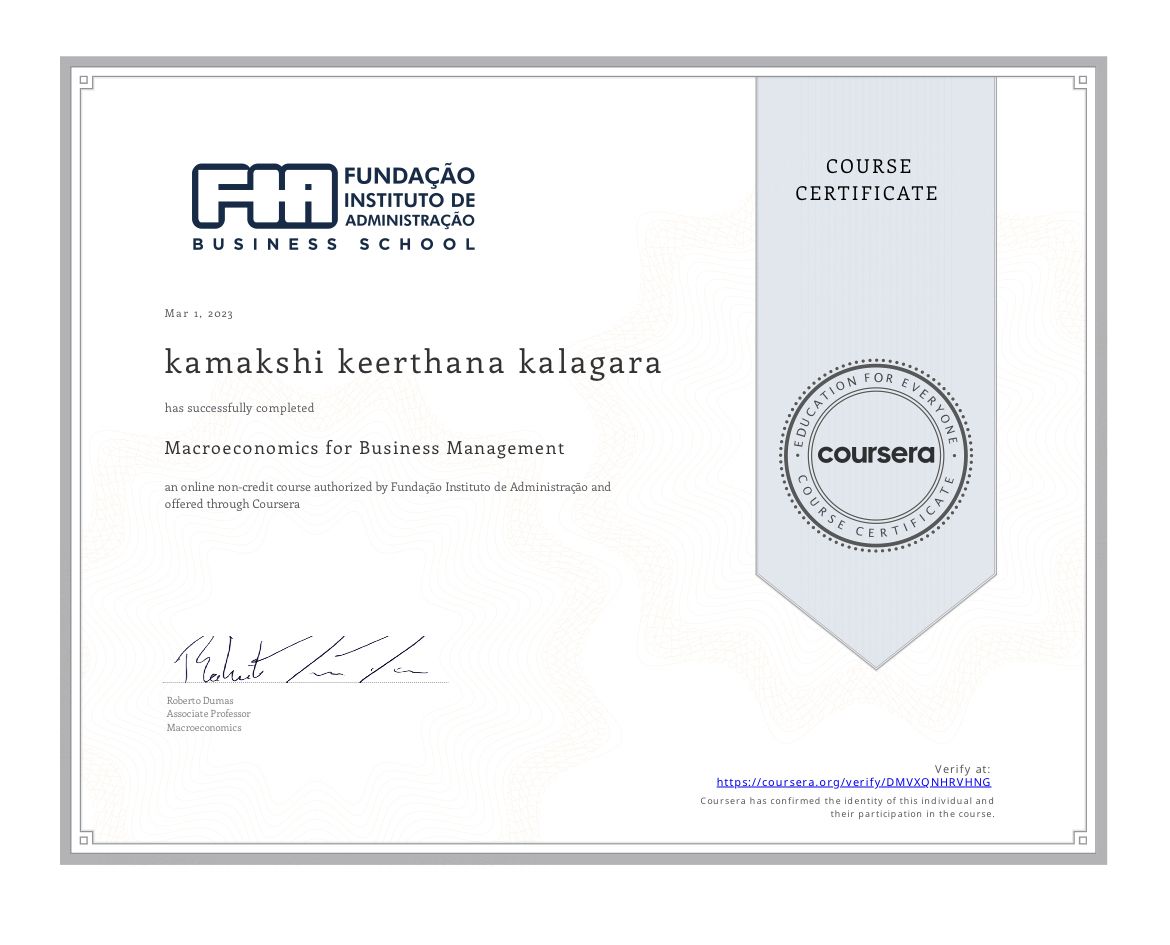 FIA
FUNDAÇÃO
INSTITUTO DE
ADMINISTRAÇÃO
BUSINESS SCHOOL
COURSE
CERTIFICATE
Mar 1, 2023
kamakshi keerthana kalagara
has successfully completed
Macroeconomics for Business Management
an online non-credit course authorized by Fundação Instituto de Administração and
offered through Coursera
EDUCATION FOR EVERYONE
coursera
COURSE CERTIFICATE
Roberto Dumas
Associate Professor
Macroeconomics
Verify at:
https://coursera.org/verify/DMVXQNHRVHNG
Coursera has confirmed the identity of this individual and
their participation in the course.